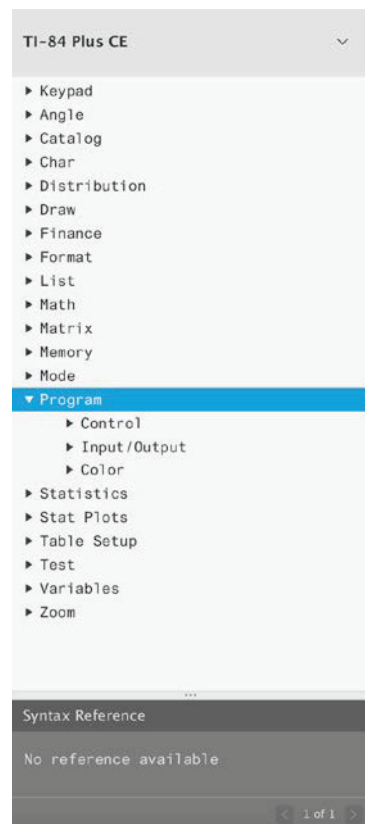 TI-84 Plus CE
Keypad
Angle
Catalog
Char
Distribution
Draw
Finance
Format
List
Math
Matrix
Memory
Mode
Program
Control
Input/Output
Color
Statistics
Stat Plots
Table Setup
Test
Variables
Zoom
Syntax Reference
No reference available
1 of 1